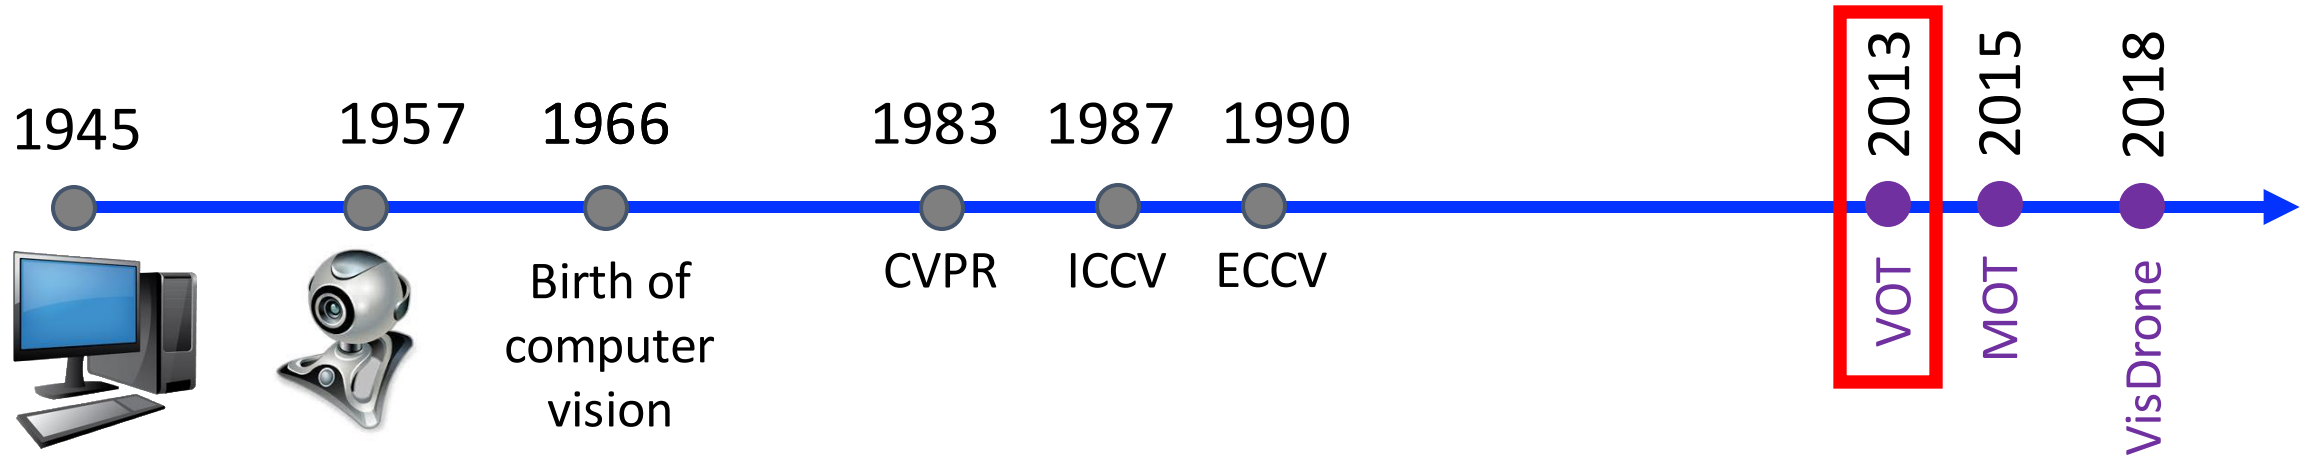 1945
1957
1966
1983
1987
1990
2013
2015
2018
Birth of
computer
vision
CVPR
ICCV
ECCV
VOT
MOT
VisDrone